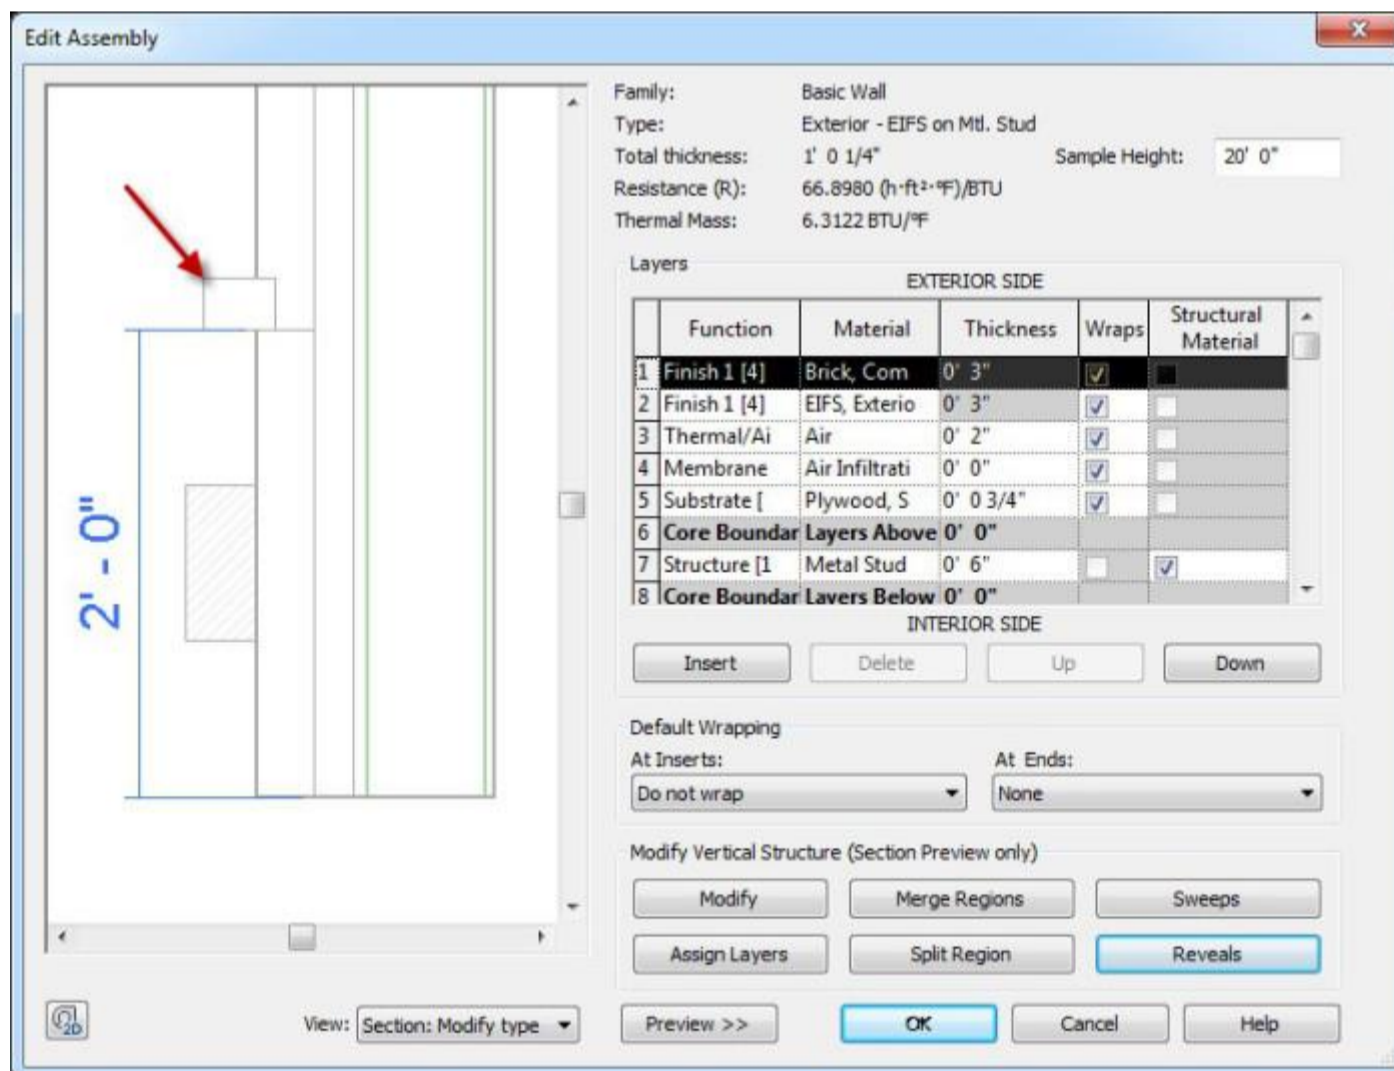 Edit Assembly
Family: Basic Wall
Type: Exterior - EIFS on Mtl. Stud
Total thickness: 1' 0 1/4" Sample Height: 20' 0"
Resistance (R): 66.8980 (h·ft²·°F)/BTU
Thermal Mass: 6.3122 BTU/°F
Layers
EXTERIOR SIDE
Function Material Thickness Wraps Structural Material
1 Finish 1 [4] Brick, Com 0' 3"
2 Finish 1 [4] EIFS, Exterio 0' 3"
3 Thermal/Ai Air 0' 2"
4 Membrane Air Infiltrati 0' 0"
5 Substrate [ Plywood, S 0' 0 3/4"
6 Core Boundar Layers Above 0' 0"
7 Structure [1 Metal Stud 0' 6"
8 Core Boundar Layers Below 0' 0"
INTERIOR SIDE
Insert Delete Up Down
Default Wrapping
At Inserts: At Ends:
Do not wrap None
Modify Vertical Structure (Section Preview only)
Modify Merge Regions Sweeps
Assign Layers Split Region Reveals
2' - 0"
2D View: Section: Modify type Preview >> OK Cancel Help